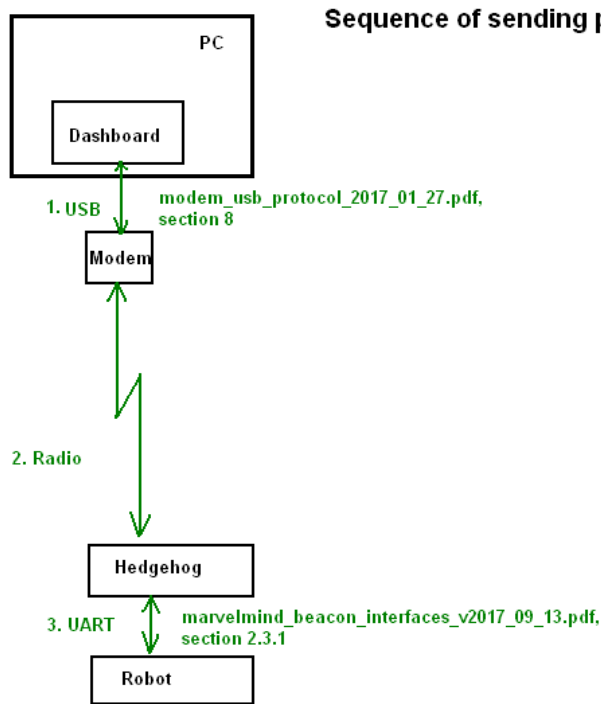 Sequence of sending p
PC
Dashboard
1. USB
modem_usb_protocol_2017_01_27.pdf,
section 8
Modem
2. Radio
Hedgehog
3. UART
marvelmind_beacon_interfaces_v2017_09_13.pdf,
section 2.3.1
Robot